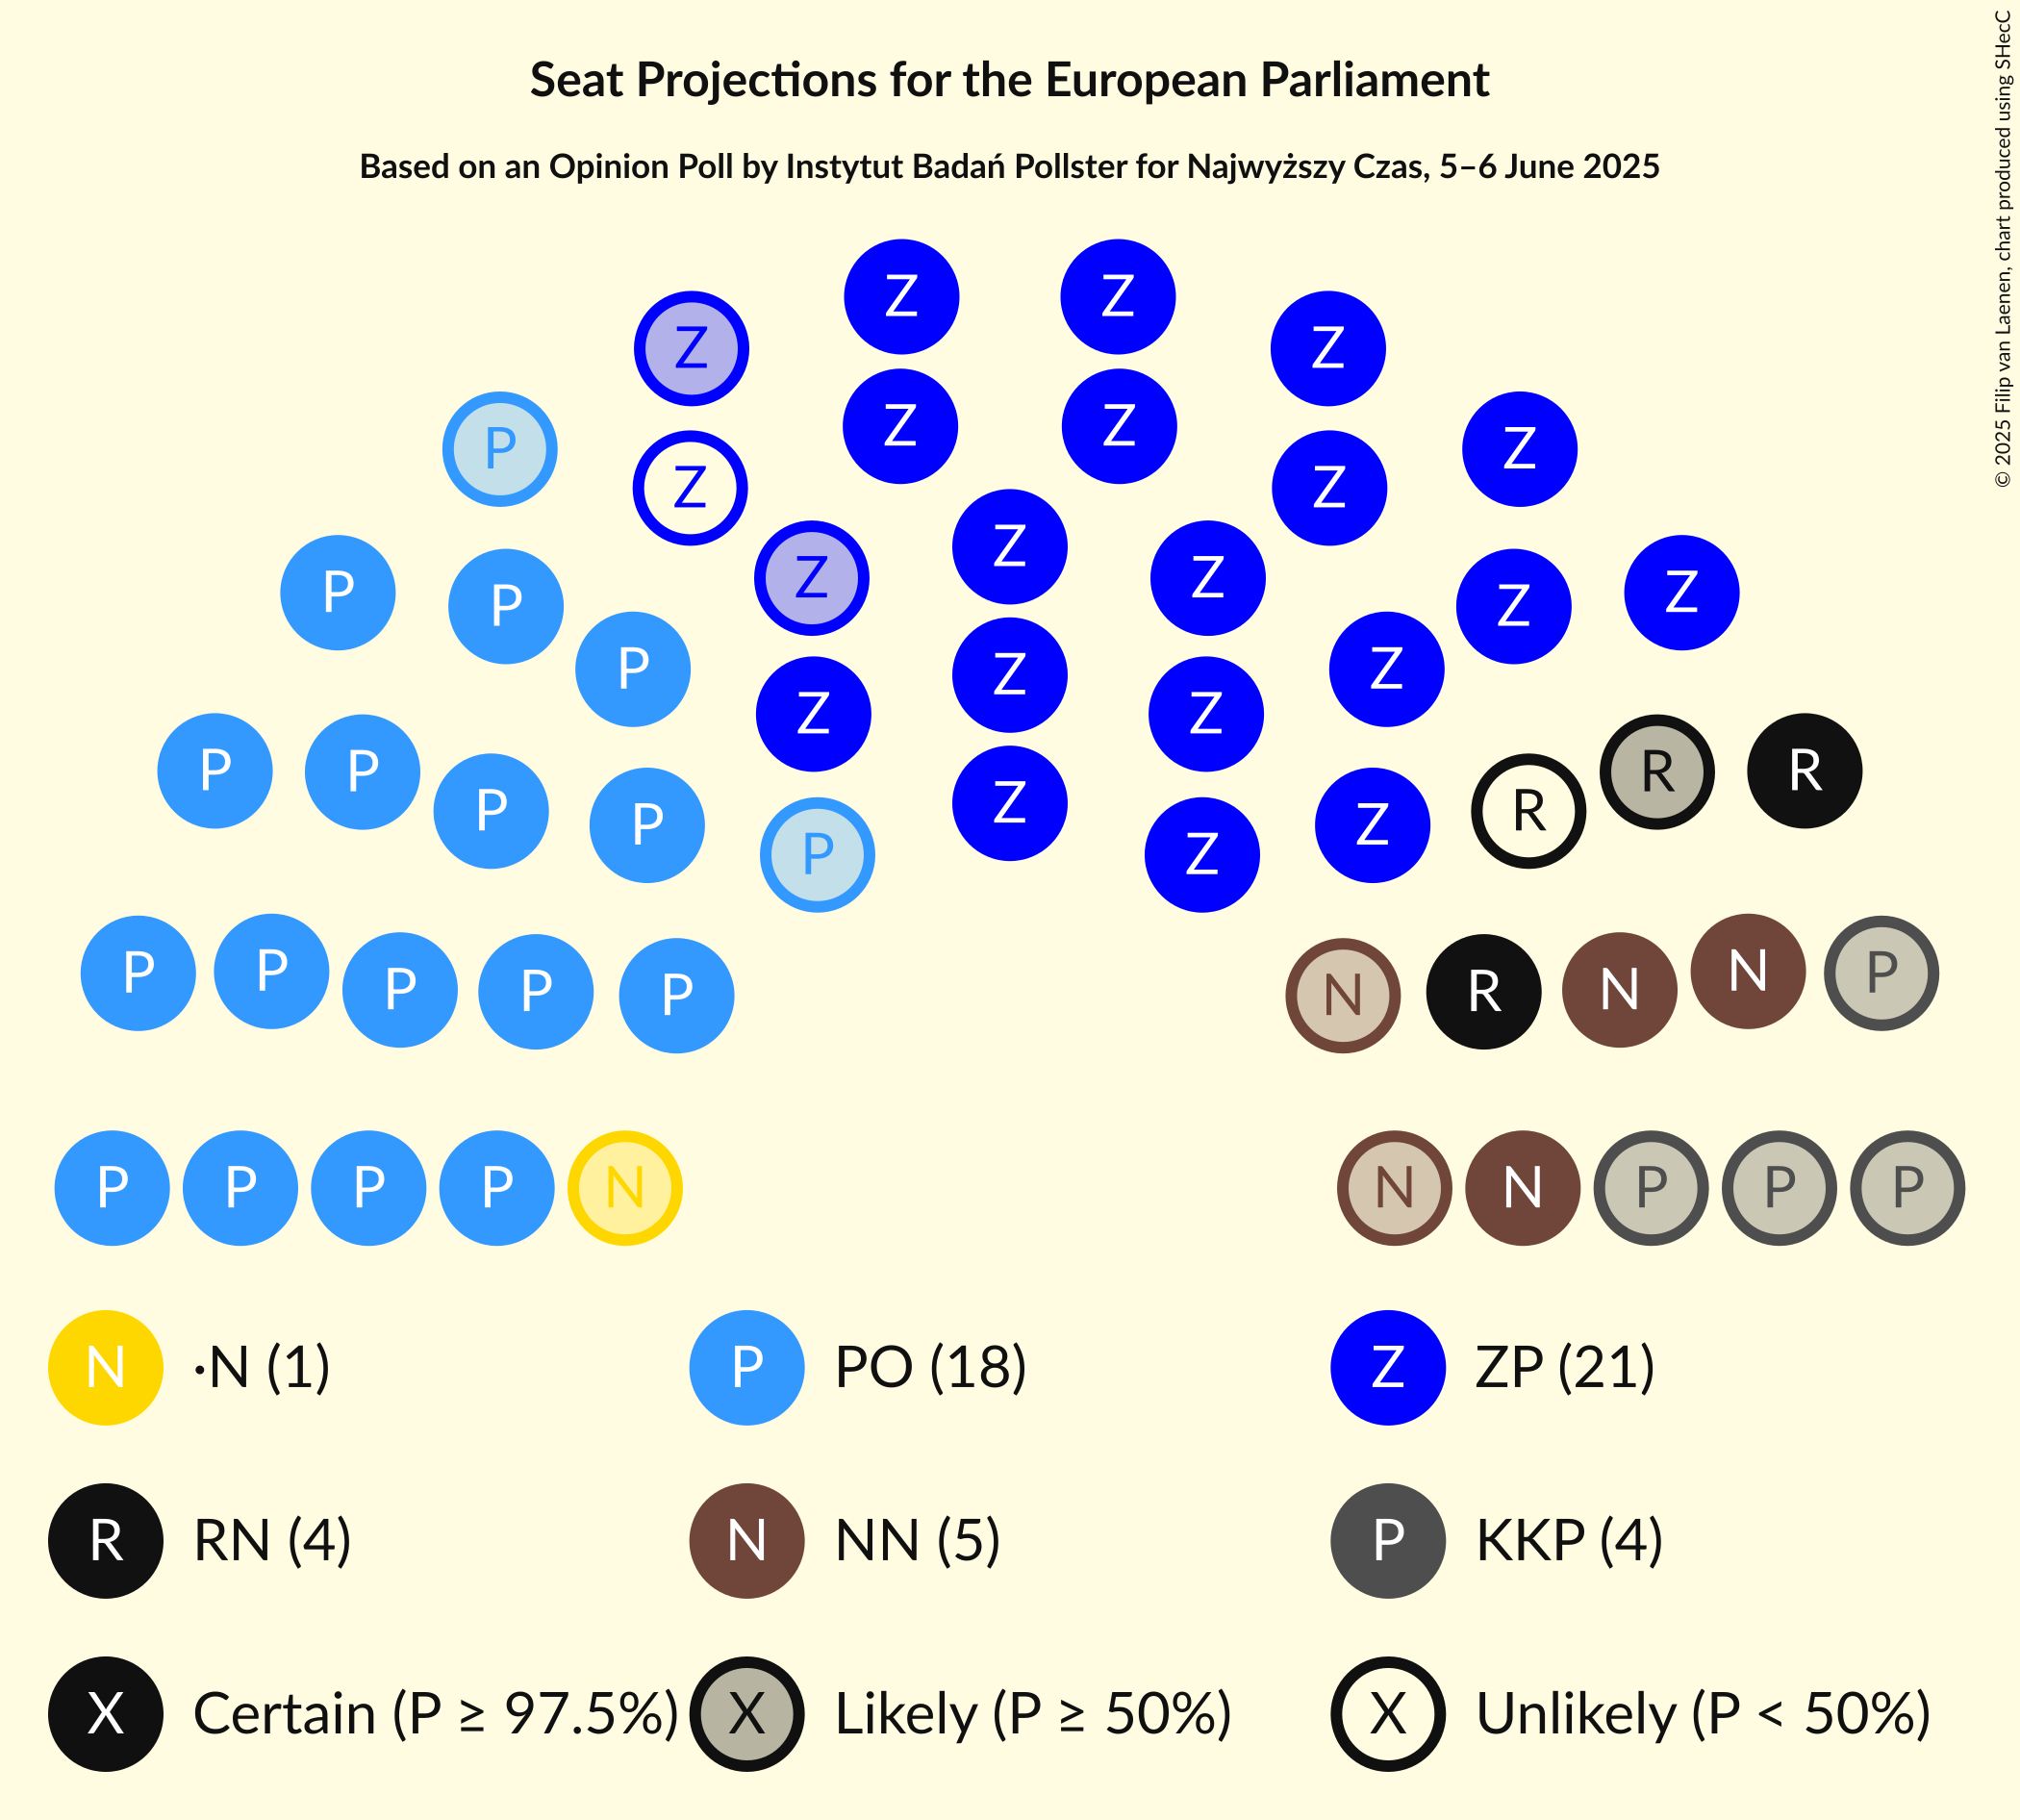 Seat Projections for the European Parliament
Based on an Opinion Poll by Instytut Badań Pollster for Najwyższy Czas, 5–6 June 2025
© 2025 Filip van Laenen, chart produced using SHecC
Z Z
Z Z
Z Z
P Z
Z Z
Z
Z Z
Z Z
P Z
P Z
P Z
Z
P Z
Z Z
P P R R
P R
P Z
P Z
P P N P
P N
P R
P N
P P P P N N N P P P
N ·N (1) P PO (18) Z ZP (21)
R RN (4) N NN (5) P KKP (4)
X Certain (P ≥ 97.5%) X Likely (P ≥ 50%) X Unlikely (P < 50%)